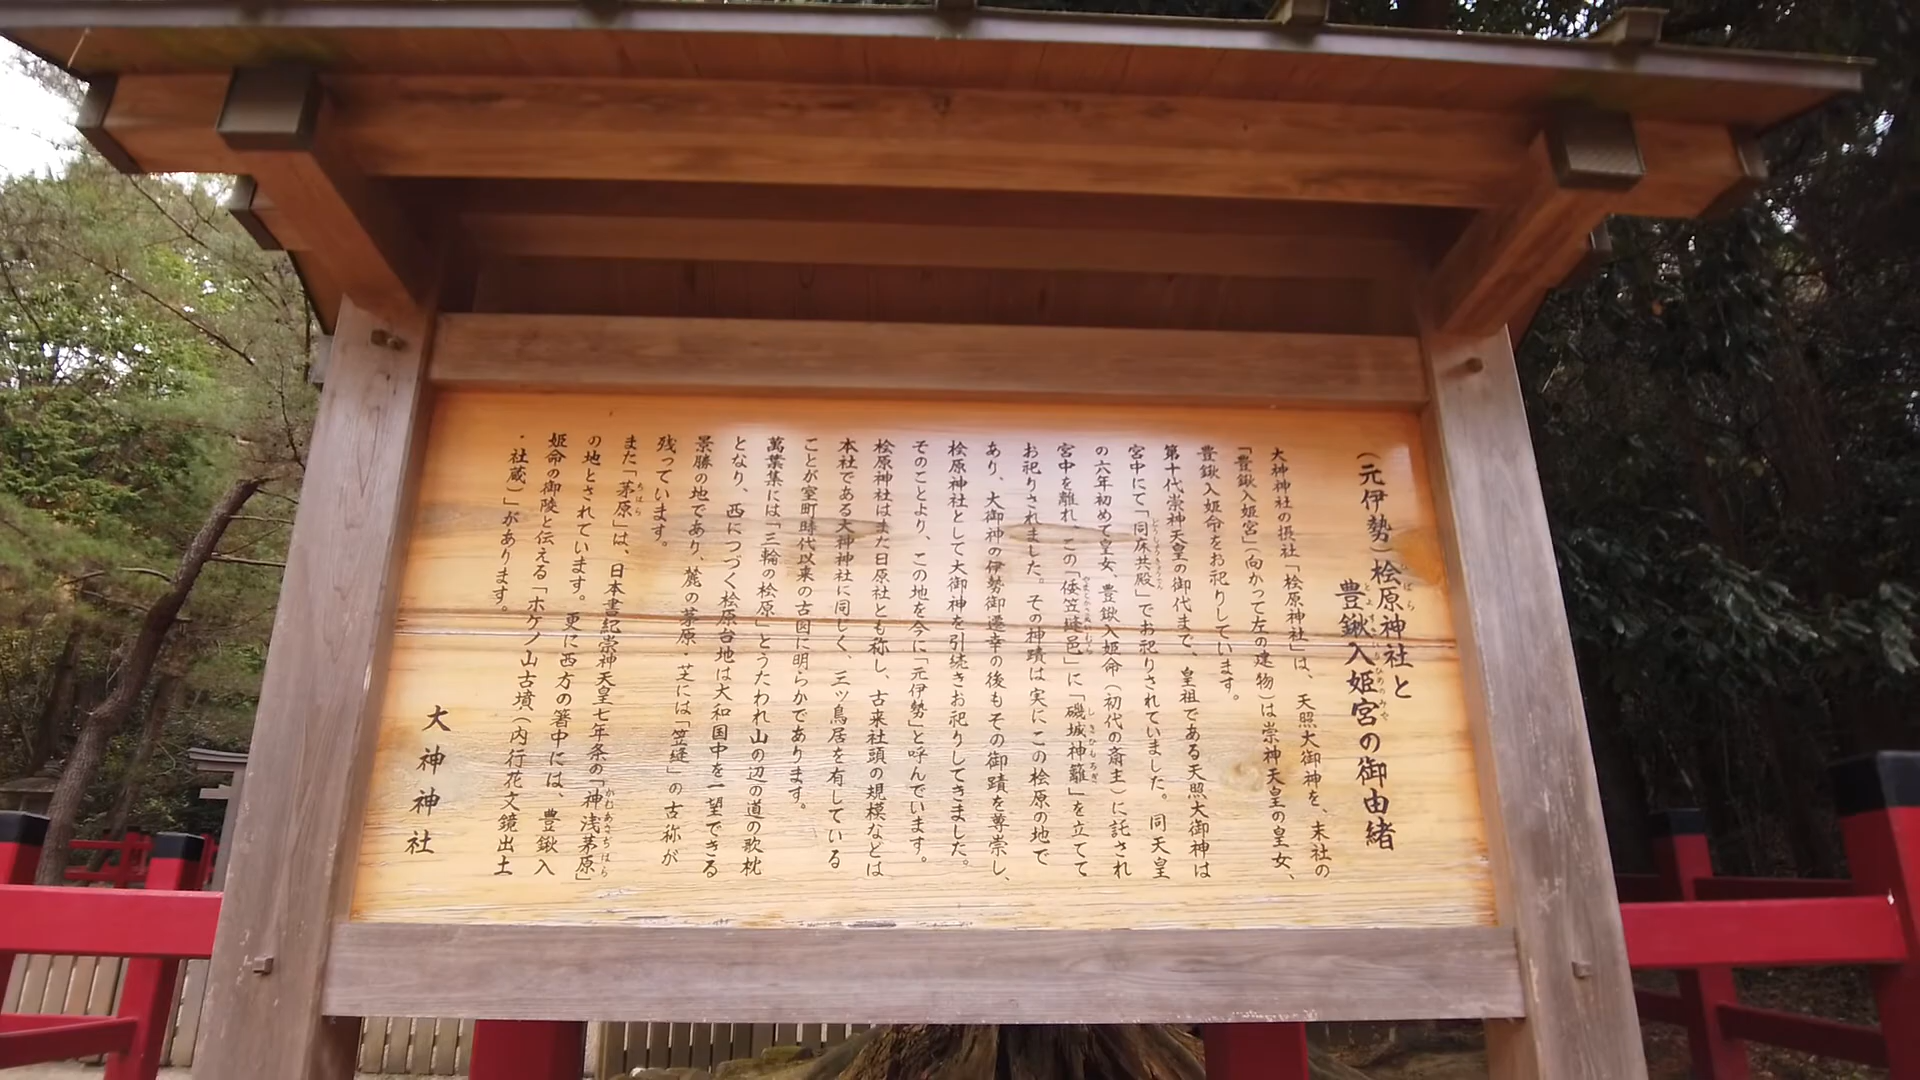 (元伊勢)桧原神社と
豊鍬入姫宮の御由緒
大神神社の摂社「桧原神社」は、天照大御神を、末社の
「豊鍬入姫宮」(向かって左の建物)は崇神天皇の皇女、
豊鍬入姫命をお祀りしています。
第十代崇神天皇の御代まで、皇祖である天照大御神は
宮中にて「同床共殿」でお祀りされていました。同天皇
の六年初めて皇女、豊鍬入姫命(初代の斎主)に託され
宮中を離れ、この「倭笠縫邑」に「磯城神籬」を立てて
お祀りされました。その神蹟は実にこの桧原の地で
あり、大御神の伊勢御遷幸の後もその御蹟を尊崇し、
桧原神社として大御神を引続きお祀りしてきました。
そのことより、この地を今に「元伊勢」と呼んでいます。
桧原神社はまた日原社とも称し、古来社頭の規模などは
本社である大神神社に同じく、三ッ鳥居を有している
ことが室町時代以来の古図に明らかであります。
萬葉集には「三輪の桧原」とうたわれ山の辺の道の歌枕
となり、西につづく桧原台地は大和国中を一望できる
景勝の地であり、麓の茅原・芝には「笠縫」の古称が
残っています。
また「茅原」は、日本書紀崇神天皇七年条の「神浅茅原」
の地とされています。更に西方の箸中には、豊鍬入
姫命の御陵と伝える「ホケノ山古墳(内行花文鏡出土
・社蔵)」があります。
大神神社